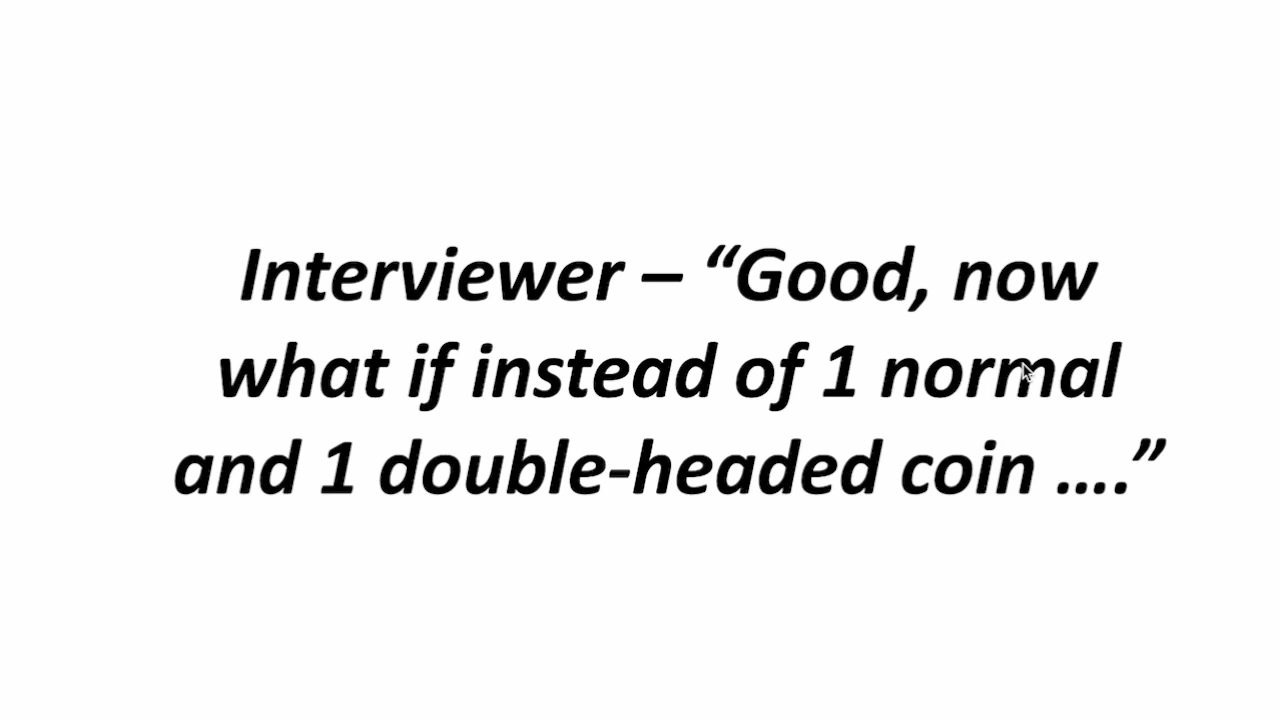 Interviewer – “Good, now
what if instead of 1 normal
and 1 double-headed coin ….”